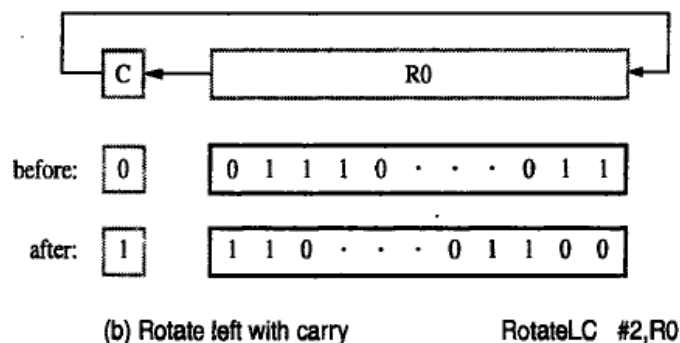 C R0
before: 0 0 1 1 1 0 · · · 0 1 1
after: 1 1 1 0 · · · 0 1 1 0 0
(b) Rotate left with carry RotateLC #2,R0